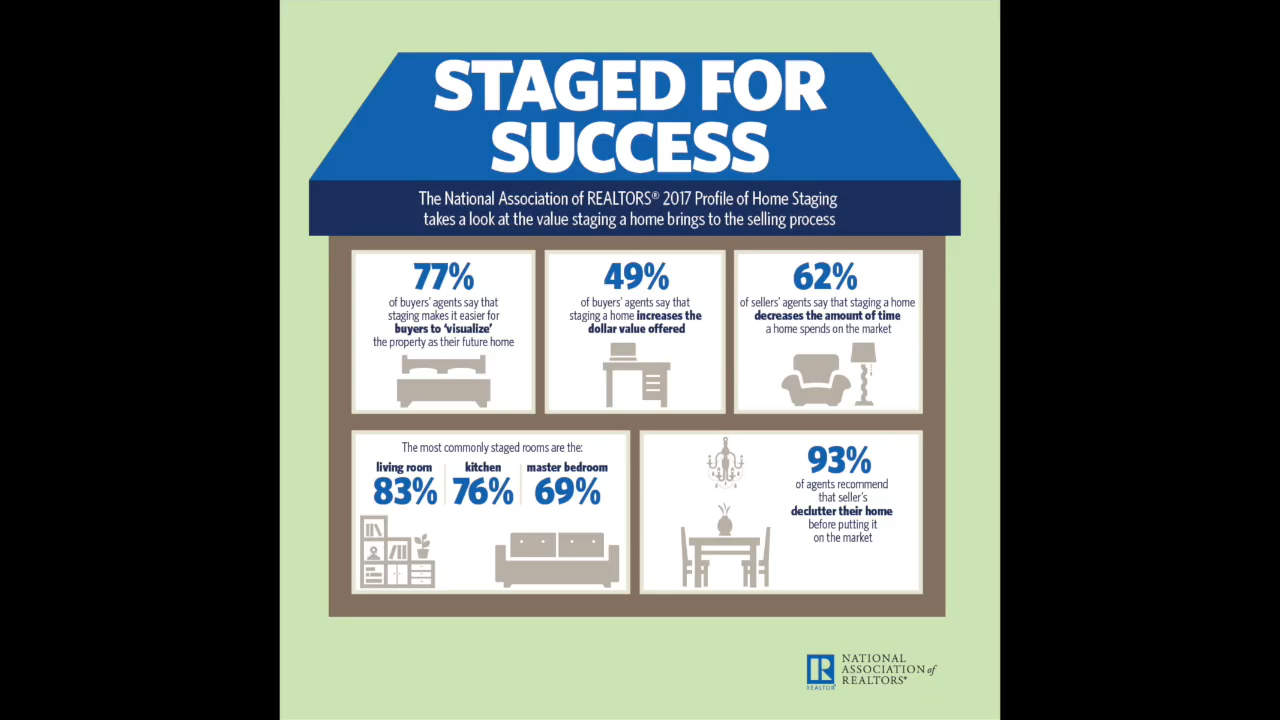 STAGED FOR
SUCCESS
The National Association of REALTORS® 2017 Profile of Home Staging
takes a look at the value staging a home brings to the selling process
77%
of buyers' agents say that
staging makes it easier for
buyers to 'visualize'
the property as their future home
49%
of buyers' agents say that
staging a home increases the
dollar value offered
62%
of sellers' agents say that staging a home
decreases the amount of time
a home spends on the market
The most commonly staged rooms are the:
living room kitchen master bedroom
83% 76% 69%
93%
of agents recommend
that seller's
declutter their home
before putting it
on the market
NATIONAL
ASSOCIATION of
REALTORS®
REALTOR®